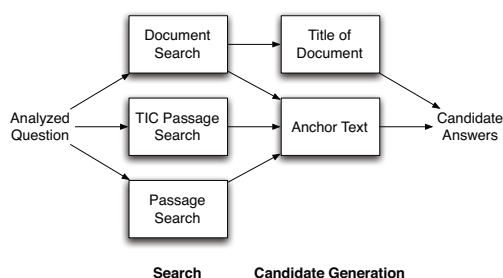 Document
Search
Title of
Document
Analyzed
Question
TIC Passage
Search
Anchor Text
Candidate
Answers
Passage
Search
Search
Candidate Generation